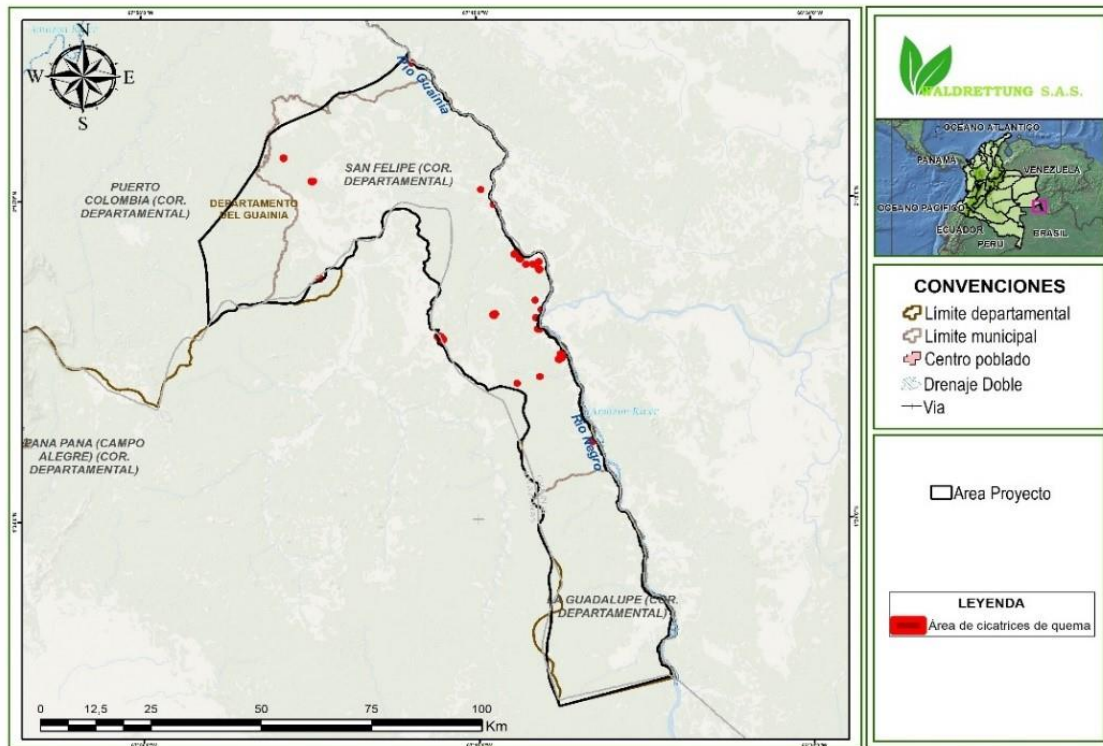 N
W E
S
Río Guainía
SAN FELIPE (COR.
DEPARTAMENTAL)
PUERTO
COLOMBIA (COR.
DEPARTAMENTAL)
DEPARTAMENTO
DEL GUAINIA
PANA PANA (CAMPO
ALEGRE) (COR.
DEPARTAMENTAL)
Río Negro
LA GUADALUPE (COR.
DEPARTAMENTAL)
0 12,5 25 50 75 100
Km
WALDRETTUNG S.A.S.
OCEANO ATLÁNTICO
PANAMA
VENEZUELA
OCEANO PACÍFICO
ECUADOR
PERU
BRASIL
CONVENCIONES
Límite departamental
Límite municipal
Centro poblado
Drenaje Doble
Via
Area Proyecto
LEYENDA
Área de cicatrices de quema